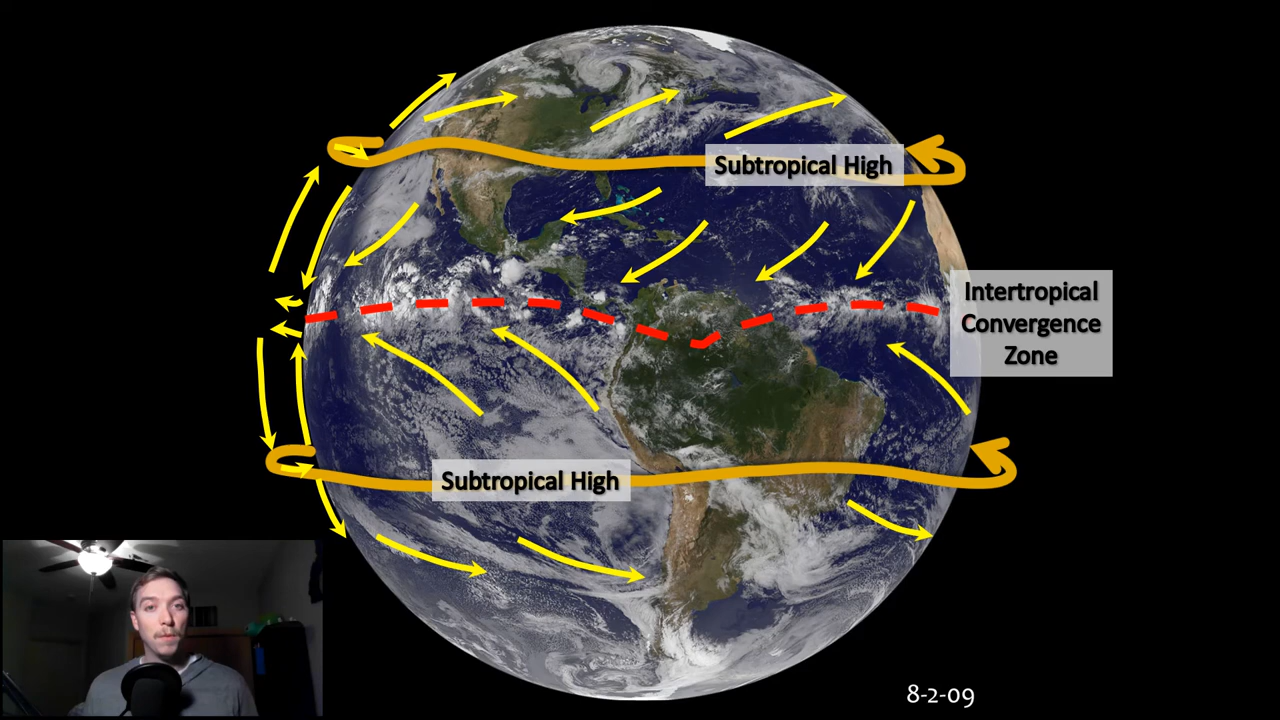 Subtropical High
Intertropical
Convergence
Zone
Subtropical High
8-2-09